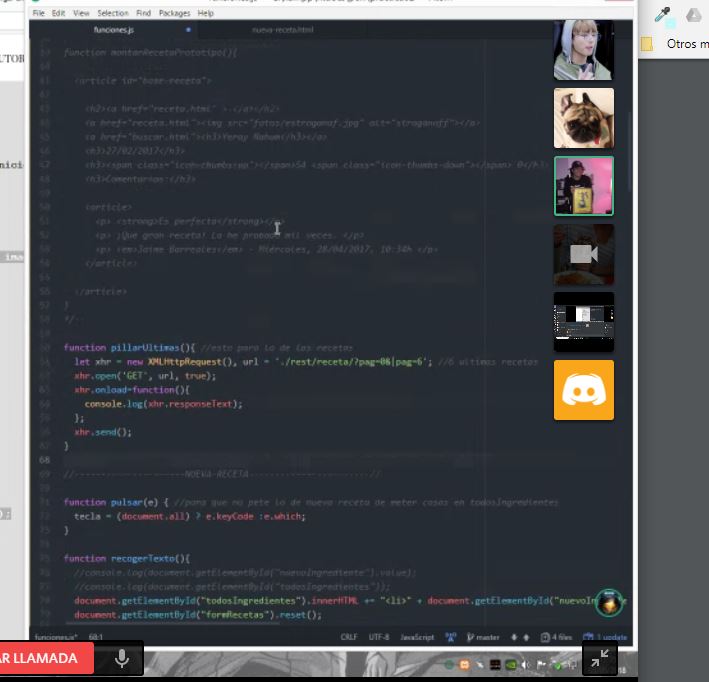 File Edit View Selection Find Packages Help
funciones.js
nueva-receta.html
Otros m
function montarRecetaPrototipo(){
<article id="base-receta">
<h2><a href="receta.html" > -</a></h2>
<a href="receta.html"><img src="fotos/estroganof.jpg" alt="stroganoff"></a>
<a href="buscar.html"><h3>Yeray Nahum</h3></a>
<h3>27/02/2017</h3>
<h3><span class="icon-thumbs-up"></span>54 <span class="icon-thumbs-down"></span> 0</h3>
<h3>Comentarios:</h3>
<article>
<p> <strong>Es perfecta</strong></p>
<p> ¡Que gran receta! La he probado mil veces. </p>
<p> <em>Jaime Barreales</em> - Miércoles, 28/04/2017, 10:34h </p>
</article>
</article>
}
function pillarUltimas(){ //esto para lo de las recetas
let xhr = new XMLHttpRequest(), url = './rest/receta/?pag=0&lpag=6'; //6 ultimas recetas
xhr.open('GET', url, true);
xhr.onload=function(){
console.log(xhr.responseText);
};
xhr.send();
}
68
//----------------------NUEVA-RECETA------------------------//
function pulsar(e) { //para que no pete lo de nueva receta de meter cosas en todosIngredientes
tecla = (document.all) ? e.keyCode :e.which;
}
function recogerTexto(){
//console.log(document.getElementById("nuevoIngrediente").value);
//console.log(document.getElementById("todosIngredientes"));
document.getElementById("todosIngredientes").innerHTML += "<li>" + document.getElementById("nuevoIn
document.getElementById("formRecetas").reset();
funciones.js* 68:1 CRLF UTF-8 JavaScript master 4 files 1 update
AR LLAMADA